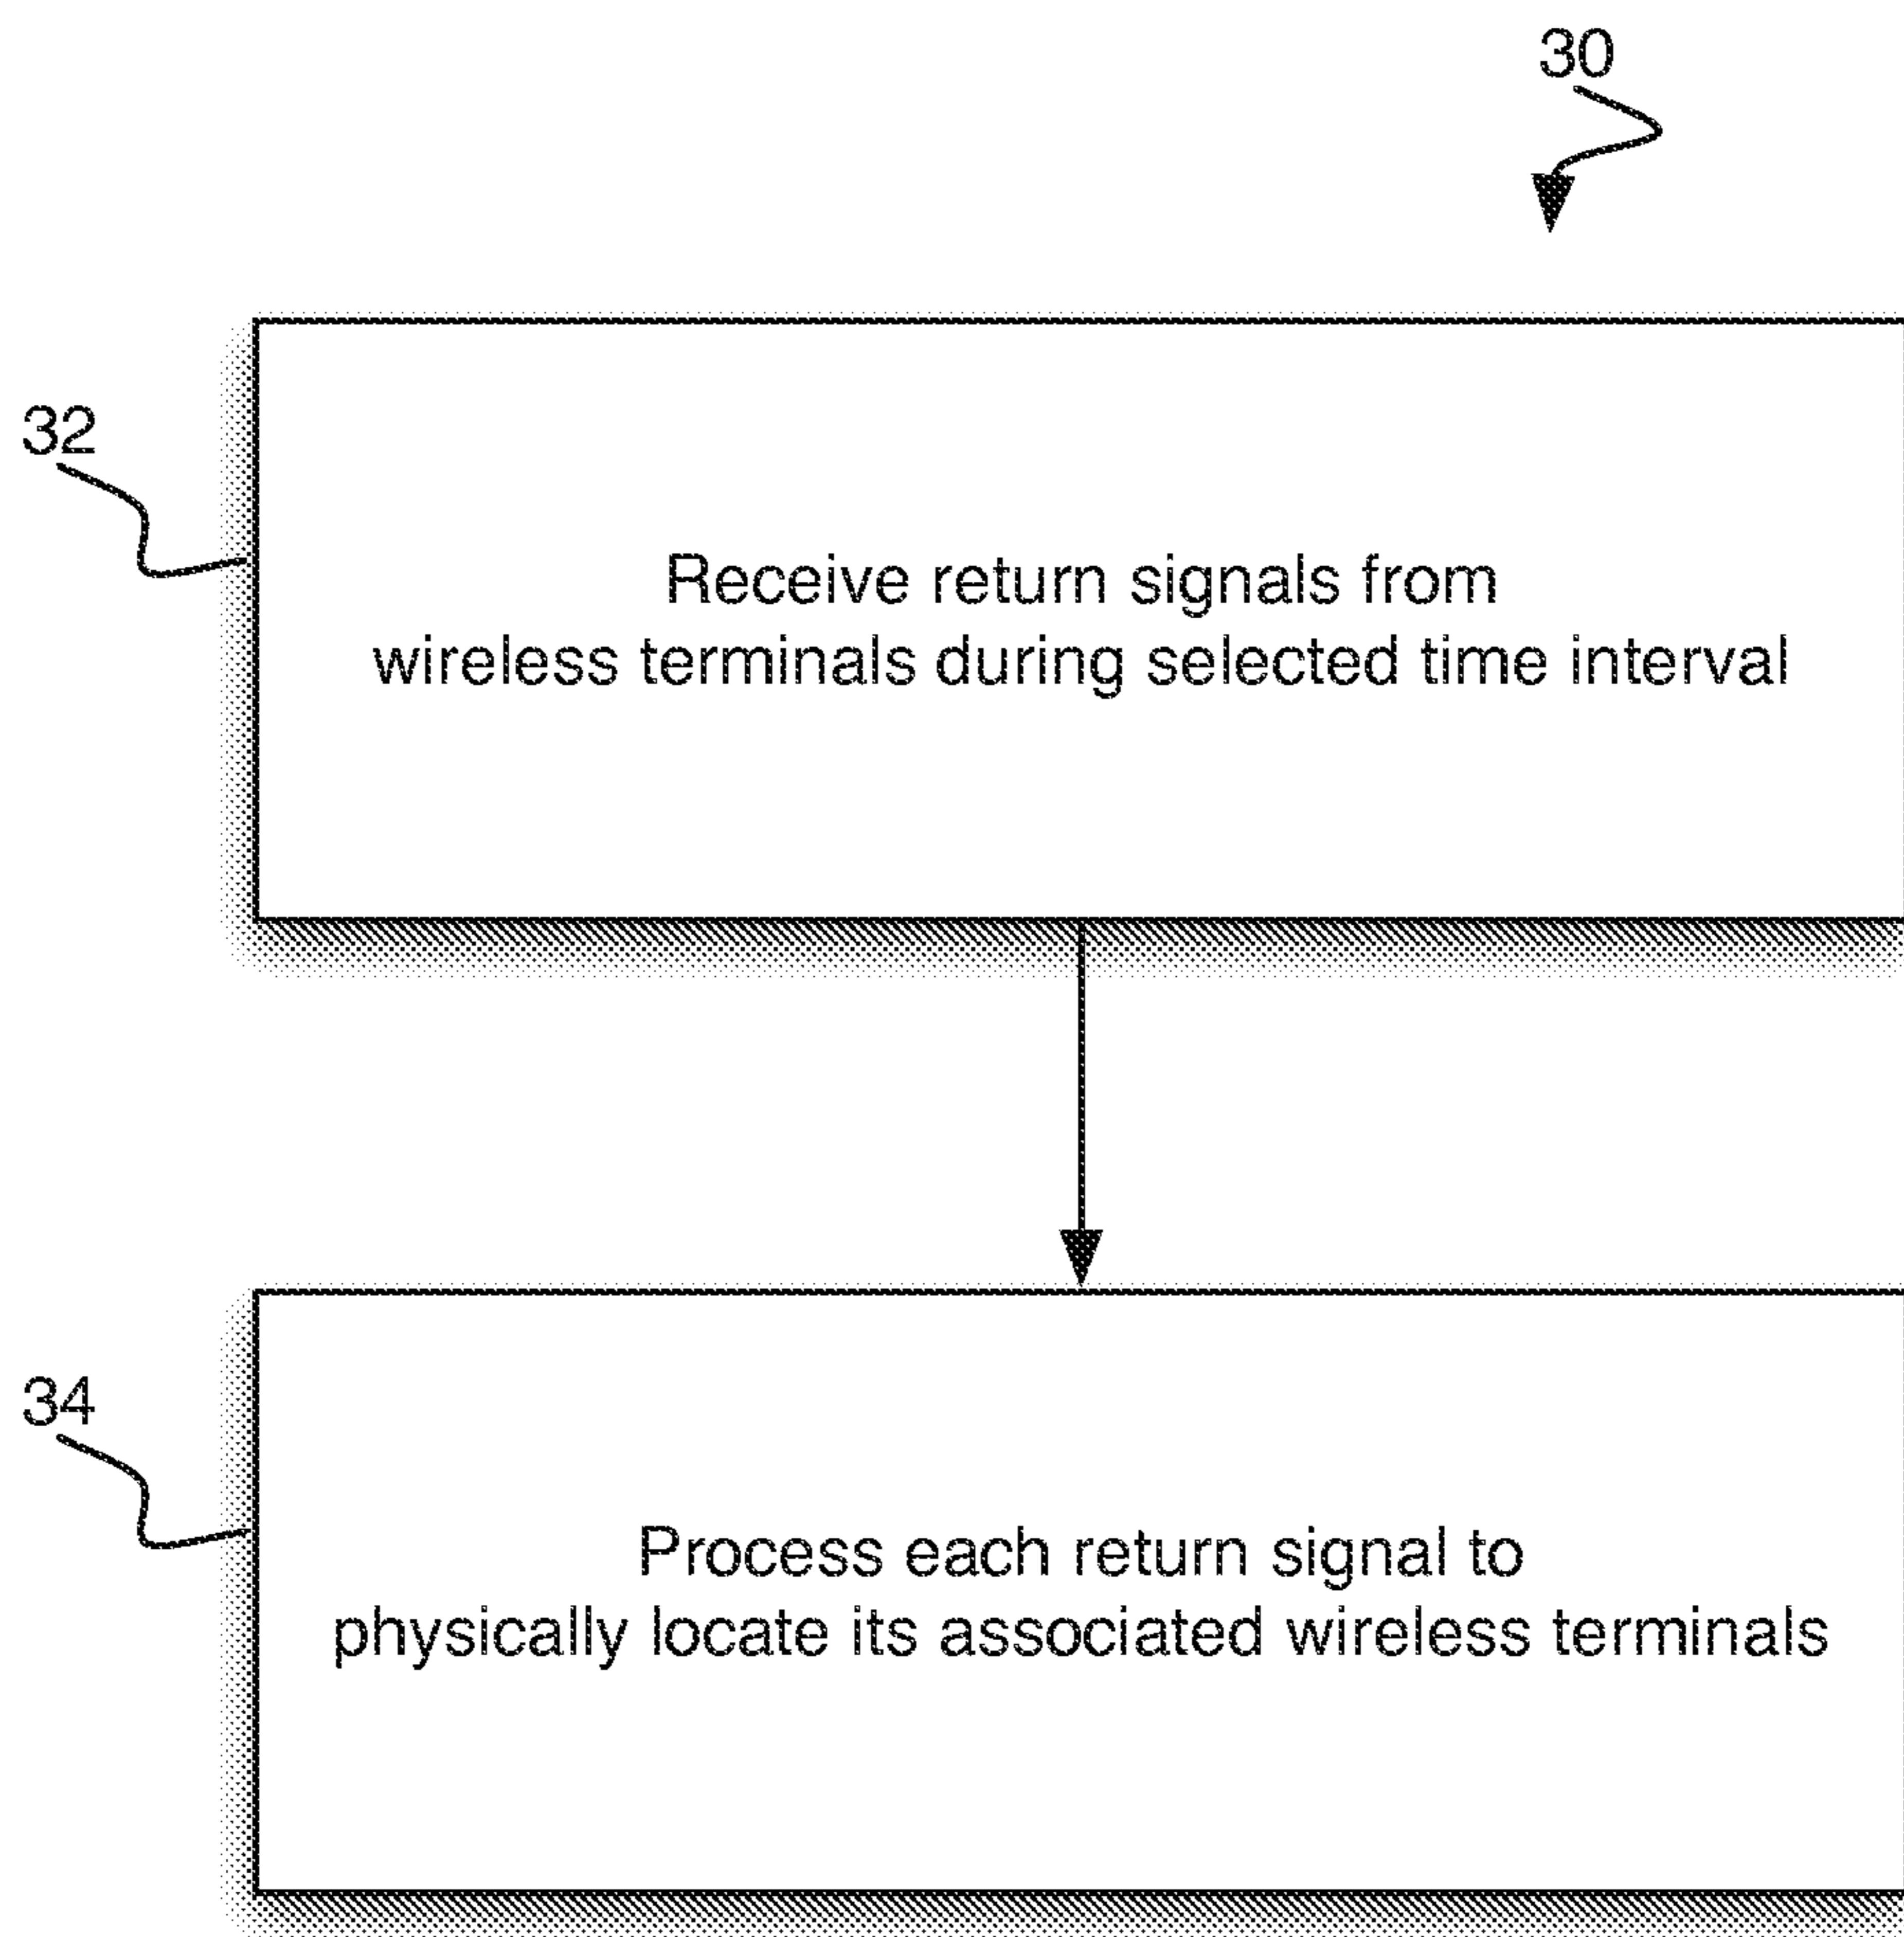 30
32
Receive return signals from
wireless terminals during selected time interval
34
Process each return signal to
physically locate its associated wireless terminals